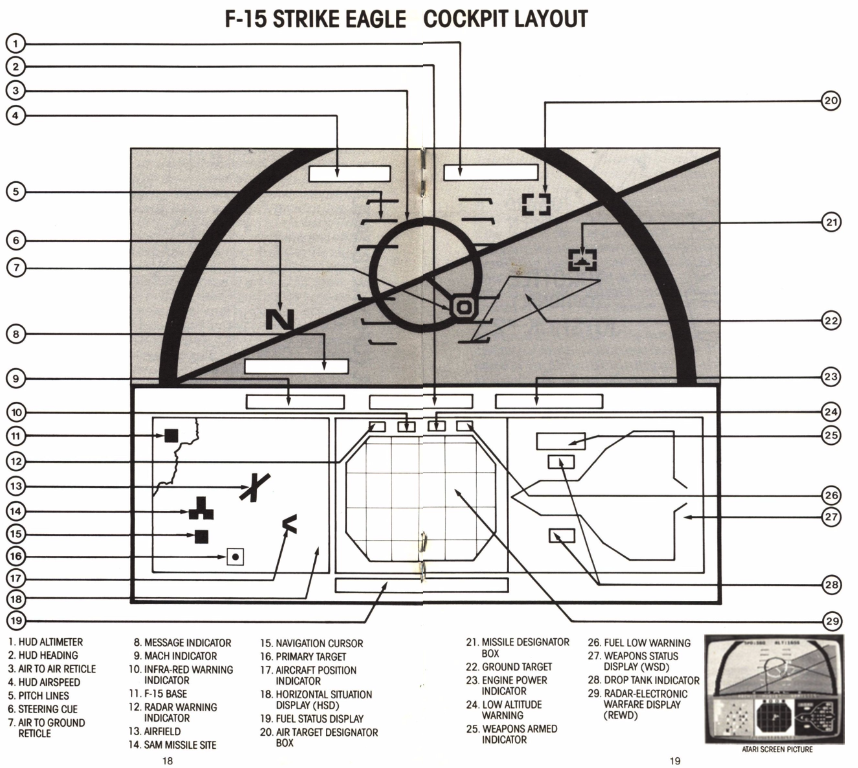 F-15 STRIKE EAGLE COCKPIT LAYOUT
1
2
3
4
5
6
7
8
9
10
11
12
13
14
15
16
17
18
19
20
21
22
23
24
25
26
27
28
29
N
1. HUD ALTIMETER
2. HUD HEADING
3. AIR TO AIR RETICLE
4. HUD AIRSPEED
5. PITCH LINES
6. STEERING CUE
7. AIR TO GROUND
RETICLE
8. MESSAGE INDICATOR
9. MACH INDICATOR
10. INFRA-RED WARNING
INDICATOR
11. F-15 BASE
12. RADAR WARNING
INDICATOR
13. AIRFIELD
14. SAM MISSILE SITE
15. NAVIGATION CURSOR
16. PRIMARY TARGET
17. AIRCRAFT POSITION
INDICATOR
18. HORIZONTAL SITUATION
DISPLAY (HSD)
19. FUEL STATUS DISPLAY
20. AIR TARGET DESIGNATOR
BOX
21. MISSILE DESIGNATOR
BOX
22. GROUND TARGET
23. ENGINE POWER
INDICATOR
24. LOW ALTITUDE
WARNING
25. WEAPONS ARMED
INDICATOR
26. FUEL LOW WARNING
27. WEAPONS STATUS
DISPLAY (WSD)
28. DROP TANK INDICATOR
29. RADAR-ELECTRONIC
WARFARE DISPLAY
(REWD)
ATARI SCREEN PICTURE
18
19